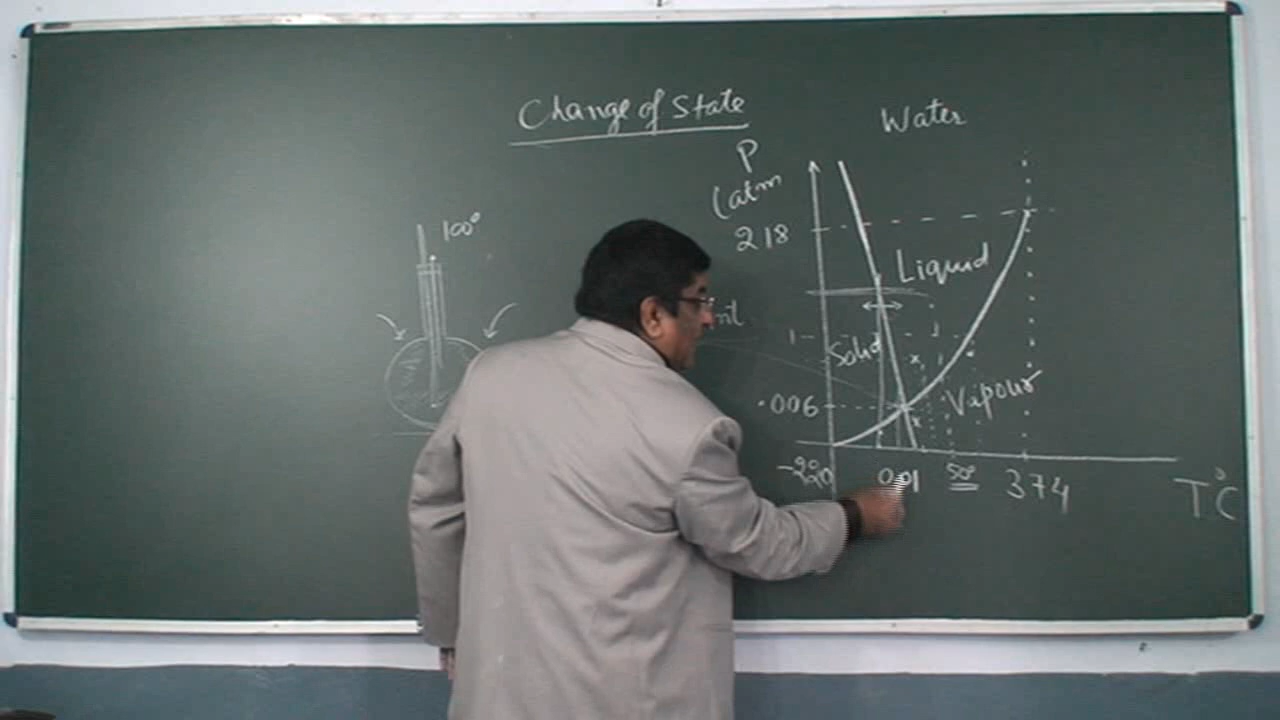 Change of State
Water
P
(atm
218
100°
Liquid
1
Solid
.006
Vapour
0.01
50°
374
T°C